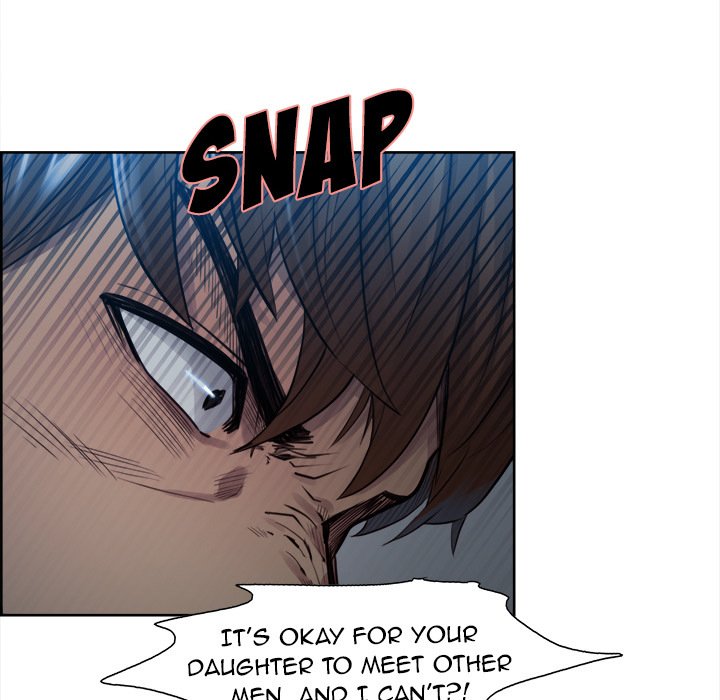 SNAP
IT'S OKAY FOR YOUR
DAUGHTER TO MEET OTHER
MEN, AND I CAN'T?!